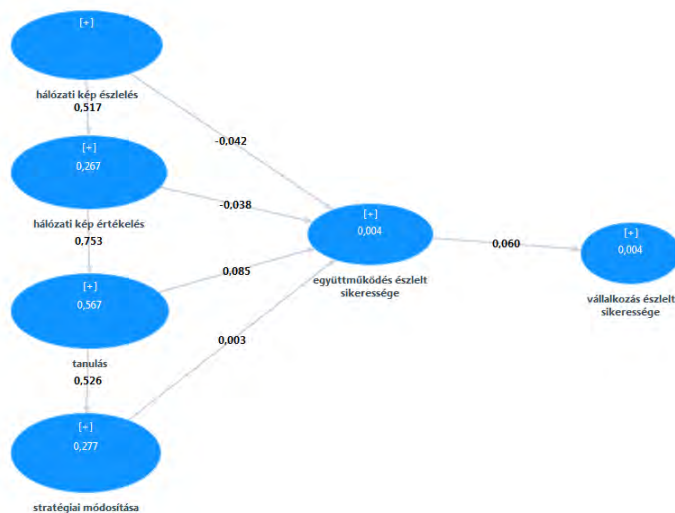 [+]
hálózati kép észlelés
0,517
-0,042
[+]
0,267
-0,038
hálózati kép értékelés
0,753
[+]
0,004
0,060
[+]
0,004
együttműködés észlelt
sikeressége
vállalkozás észlelt
sikeressége
0,085
[+]
0,567
0,003
tanulás
0,526
[+]
0,277
stratégiai módosítása